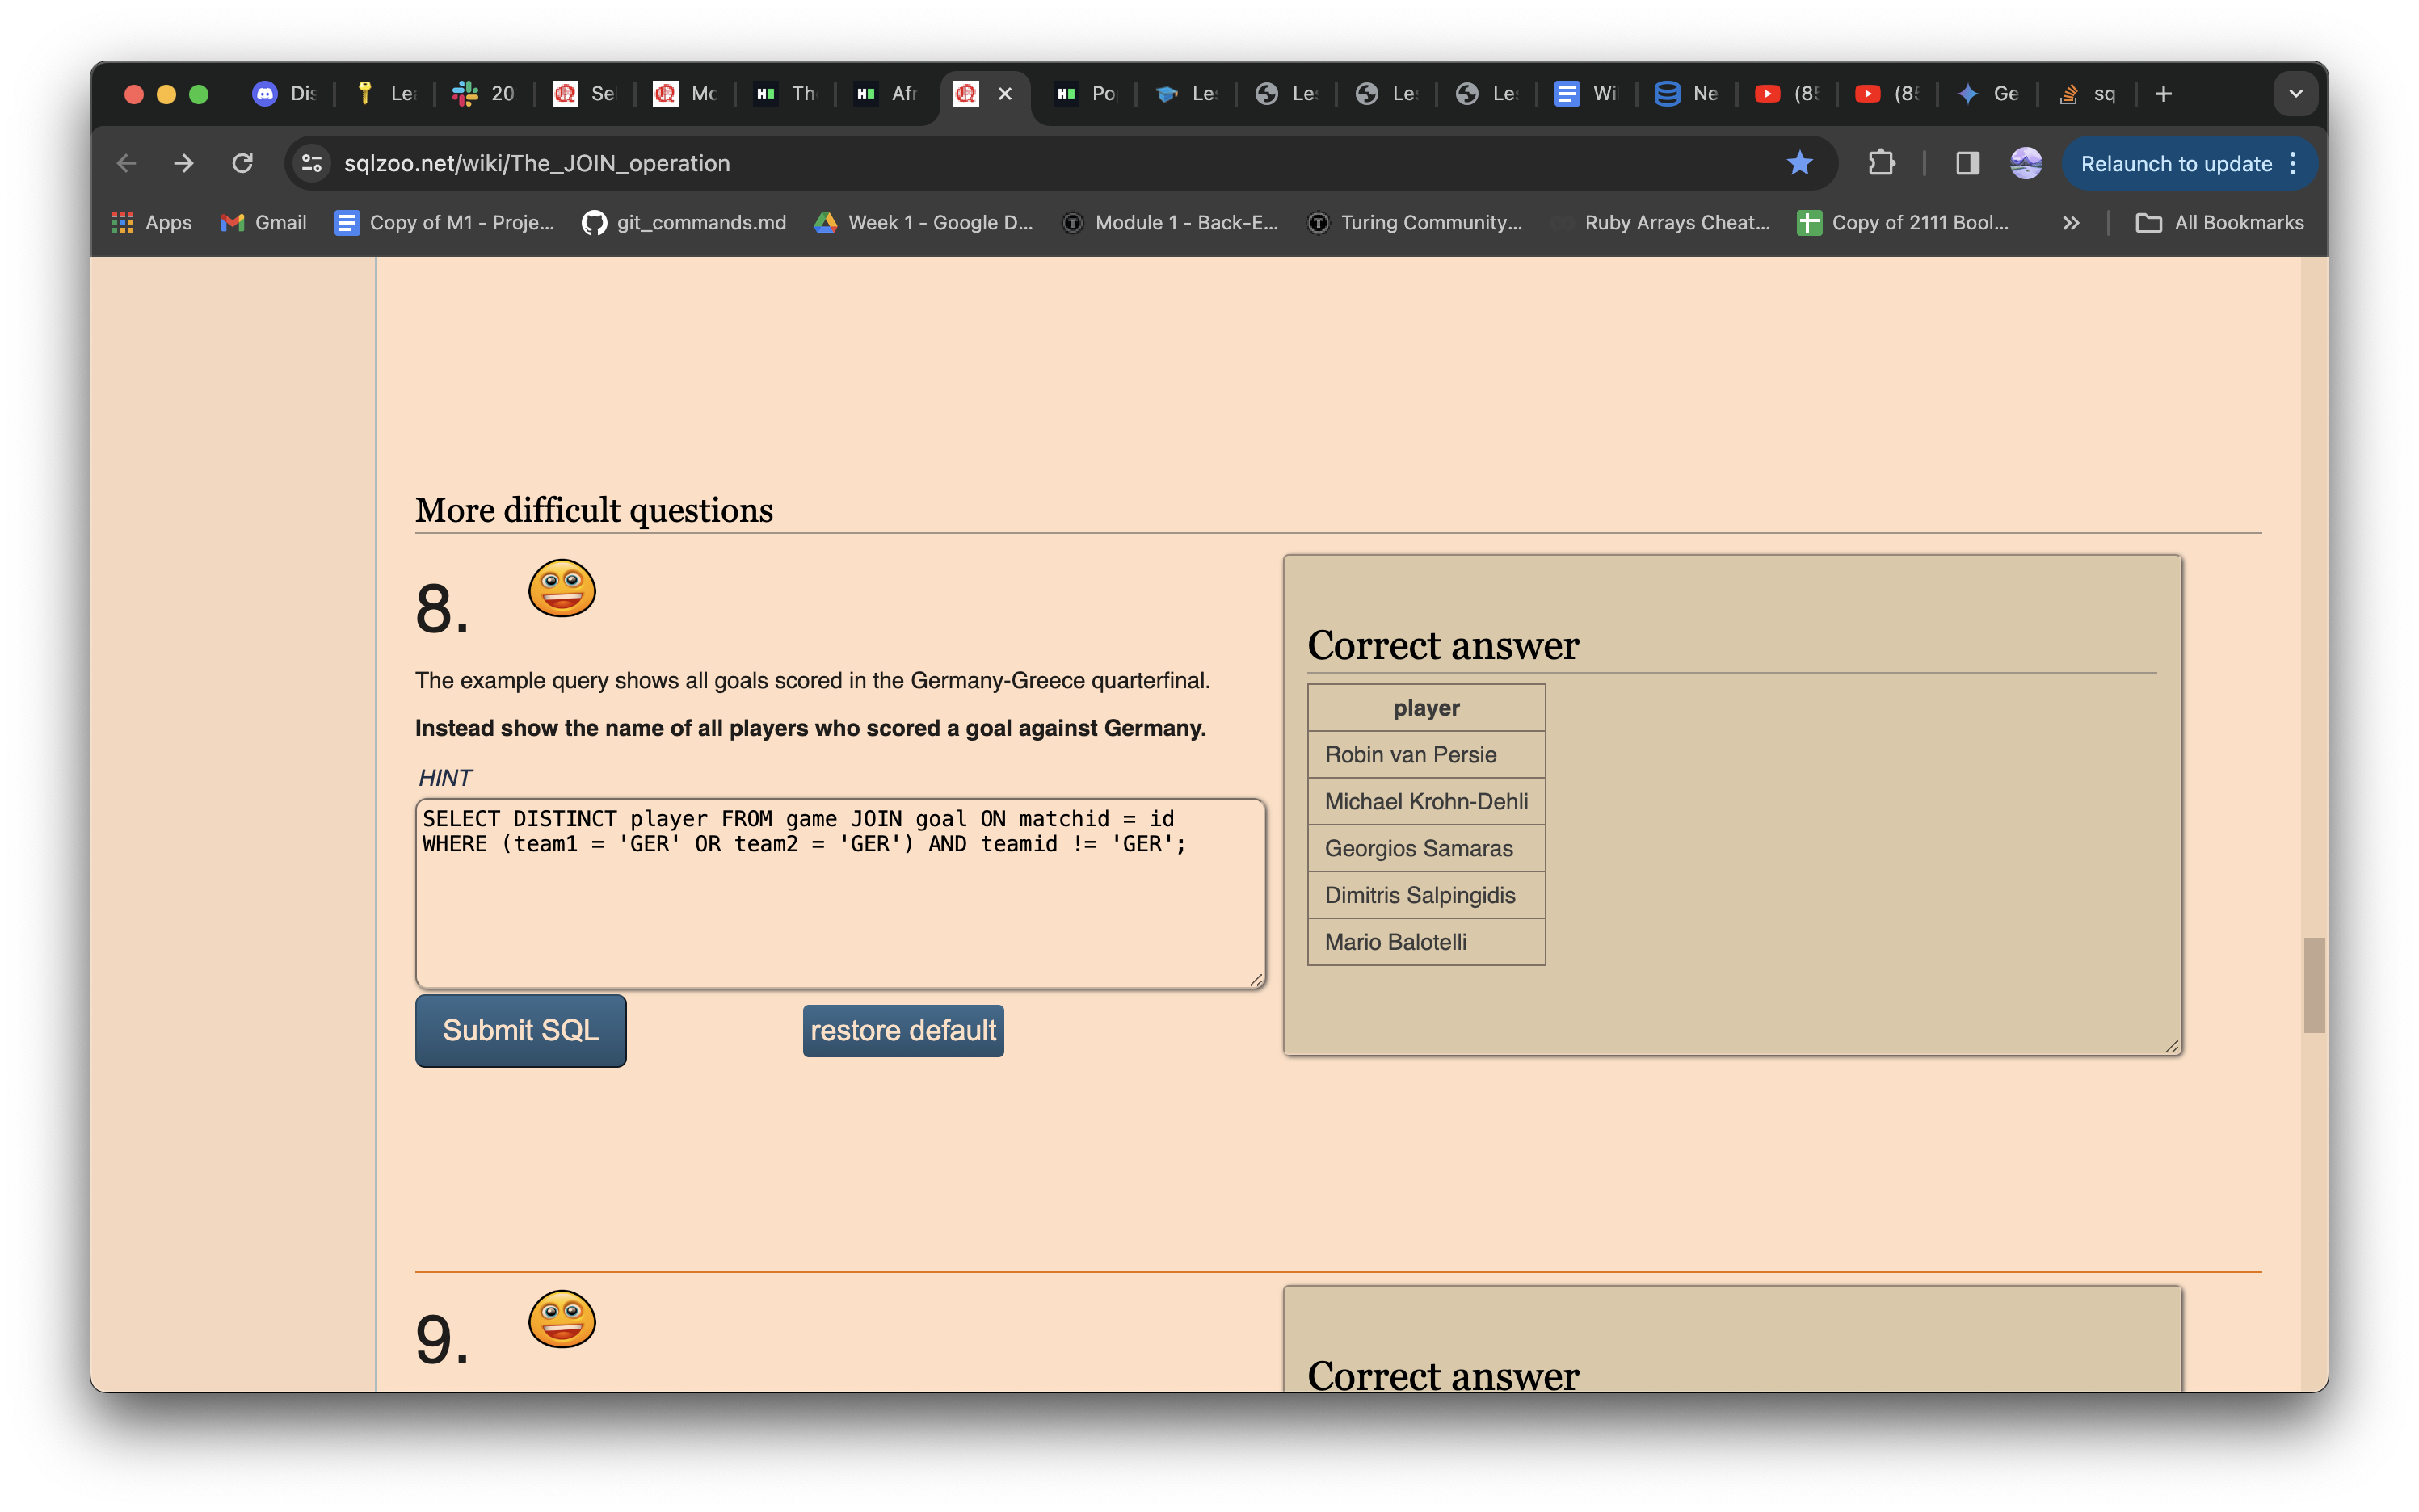 Dis
Le
20
Se
Mc
Th
Afr
Po
Le
Le
Le
Le
Wi
Ne
(8
(8
Ge
sq
sqlzoo.net/wiki/The_JOIN_operation
Relaunch to update
Apps
Gmail
Copy of M1 - Proje...
git_commands.md
Week 1 - Google D...
Module 1 - Back-E...
Turing Community...
Ruby Arrays Cheat...
Copy of 2111 Bool...
All Bookmarks
More difficult questions
8.
The example query shows all goals scored in the Germany-Greece quarterfinal.
Instead show the name of all players who scored a goal against Germany.
HINT
SELECT DISTINCT player FROM game JOIN goal ON matchid = id
WHERE (team1 = 'GER' OR team2 = 'GER') AND teamid != 'GER';
Submit SQL
restore default
Correct answer
player
Robin van Persie
Michael Krohn-Dehli
Georgios Samaras
Dimitris Salpingidis
Mario Balotelli
9.
Correct answer